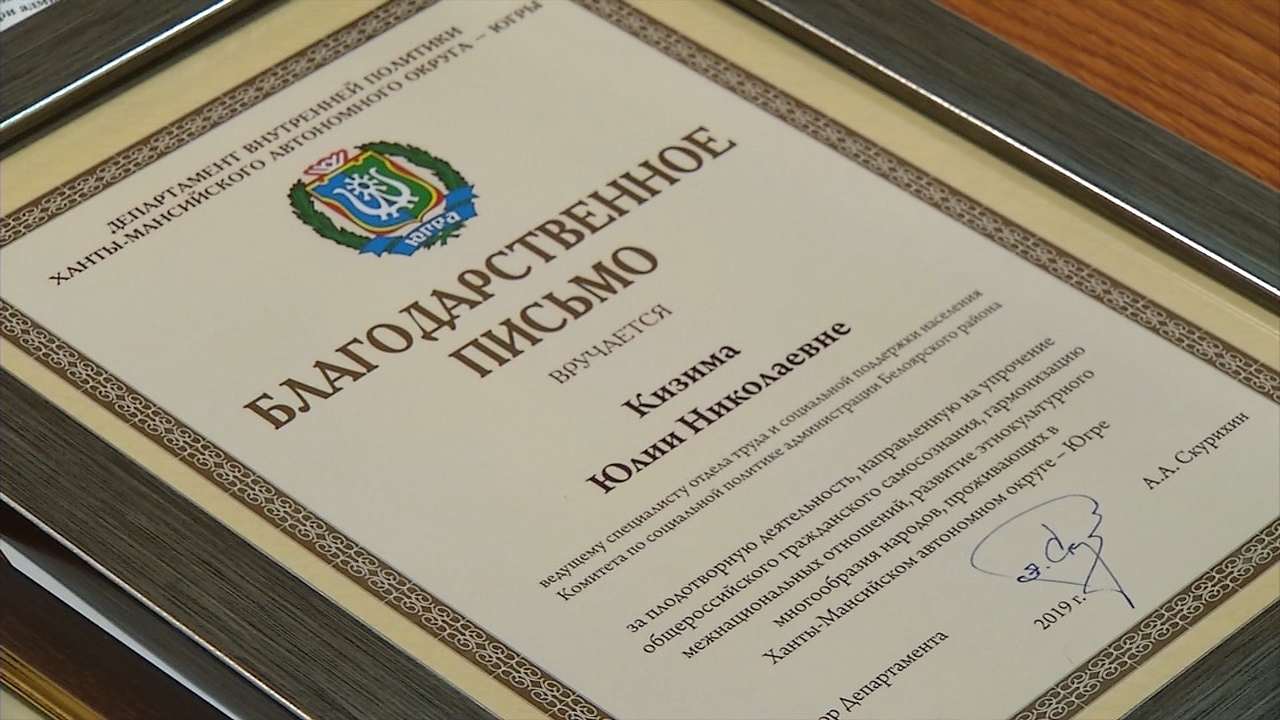 ДЕПАРТАМЕНТ ВНУТРЕННЕЙ ПОЛИТИКИ
ХАНТЫ-МАНСИЙСКОГО АВТОНОМНОГО ОКРУГА – ЮГРЫ
ЮГРА
БЛАГОДАРСТВЕННОЕ
ПИСЬМО
ВРУЧАЕТСЯ
Кизима
Юлии Николаевне
ведущему специалисту отдела труда и социальной поддержки населения
Комитета по социальной политике администрации Белоярского района
за плодотворную деятельность, направленную на упрочение
общероссийского гражданского самосознания, гармонизацию
межнациональных отношений, развитие этнокультурного
многообразия народов, проживающих в
Ханты-Мансийском автономном округе – Югре
Департамента
А.А. Скурихин
2019 г.